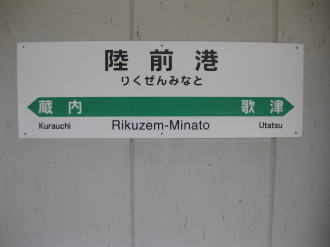 陸前港
りくぜんみなと
蔵内 歌津
Kurauchi Rikuzem-Minato Utatsu